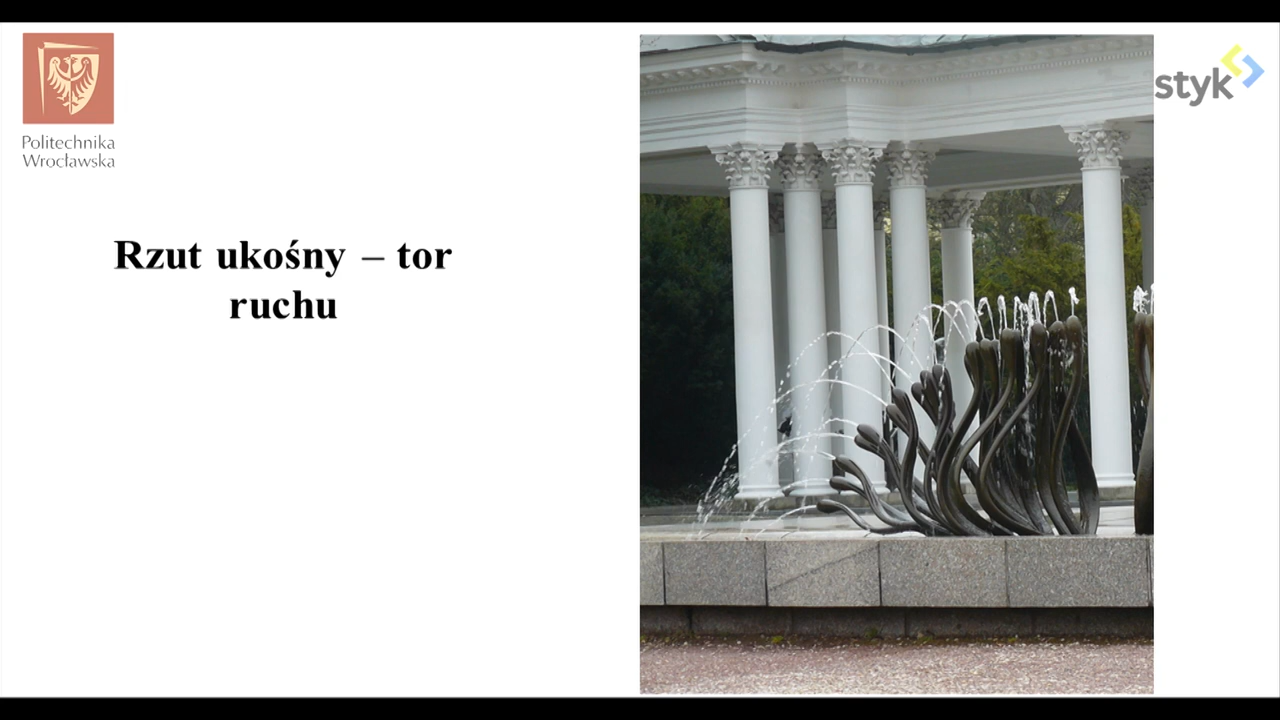 Politechnika
Wrocławska
styk
Rzut ukośny – tor
ruchu